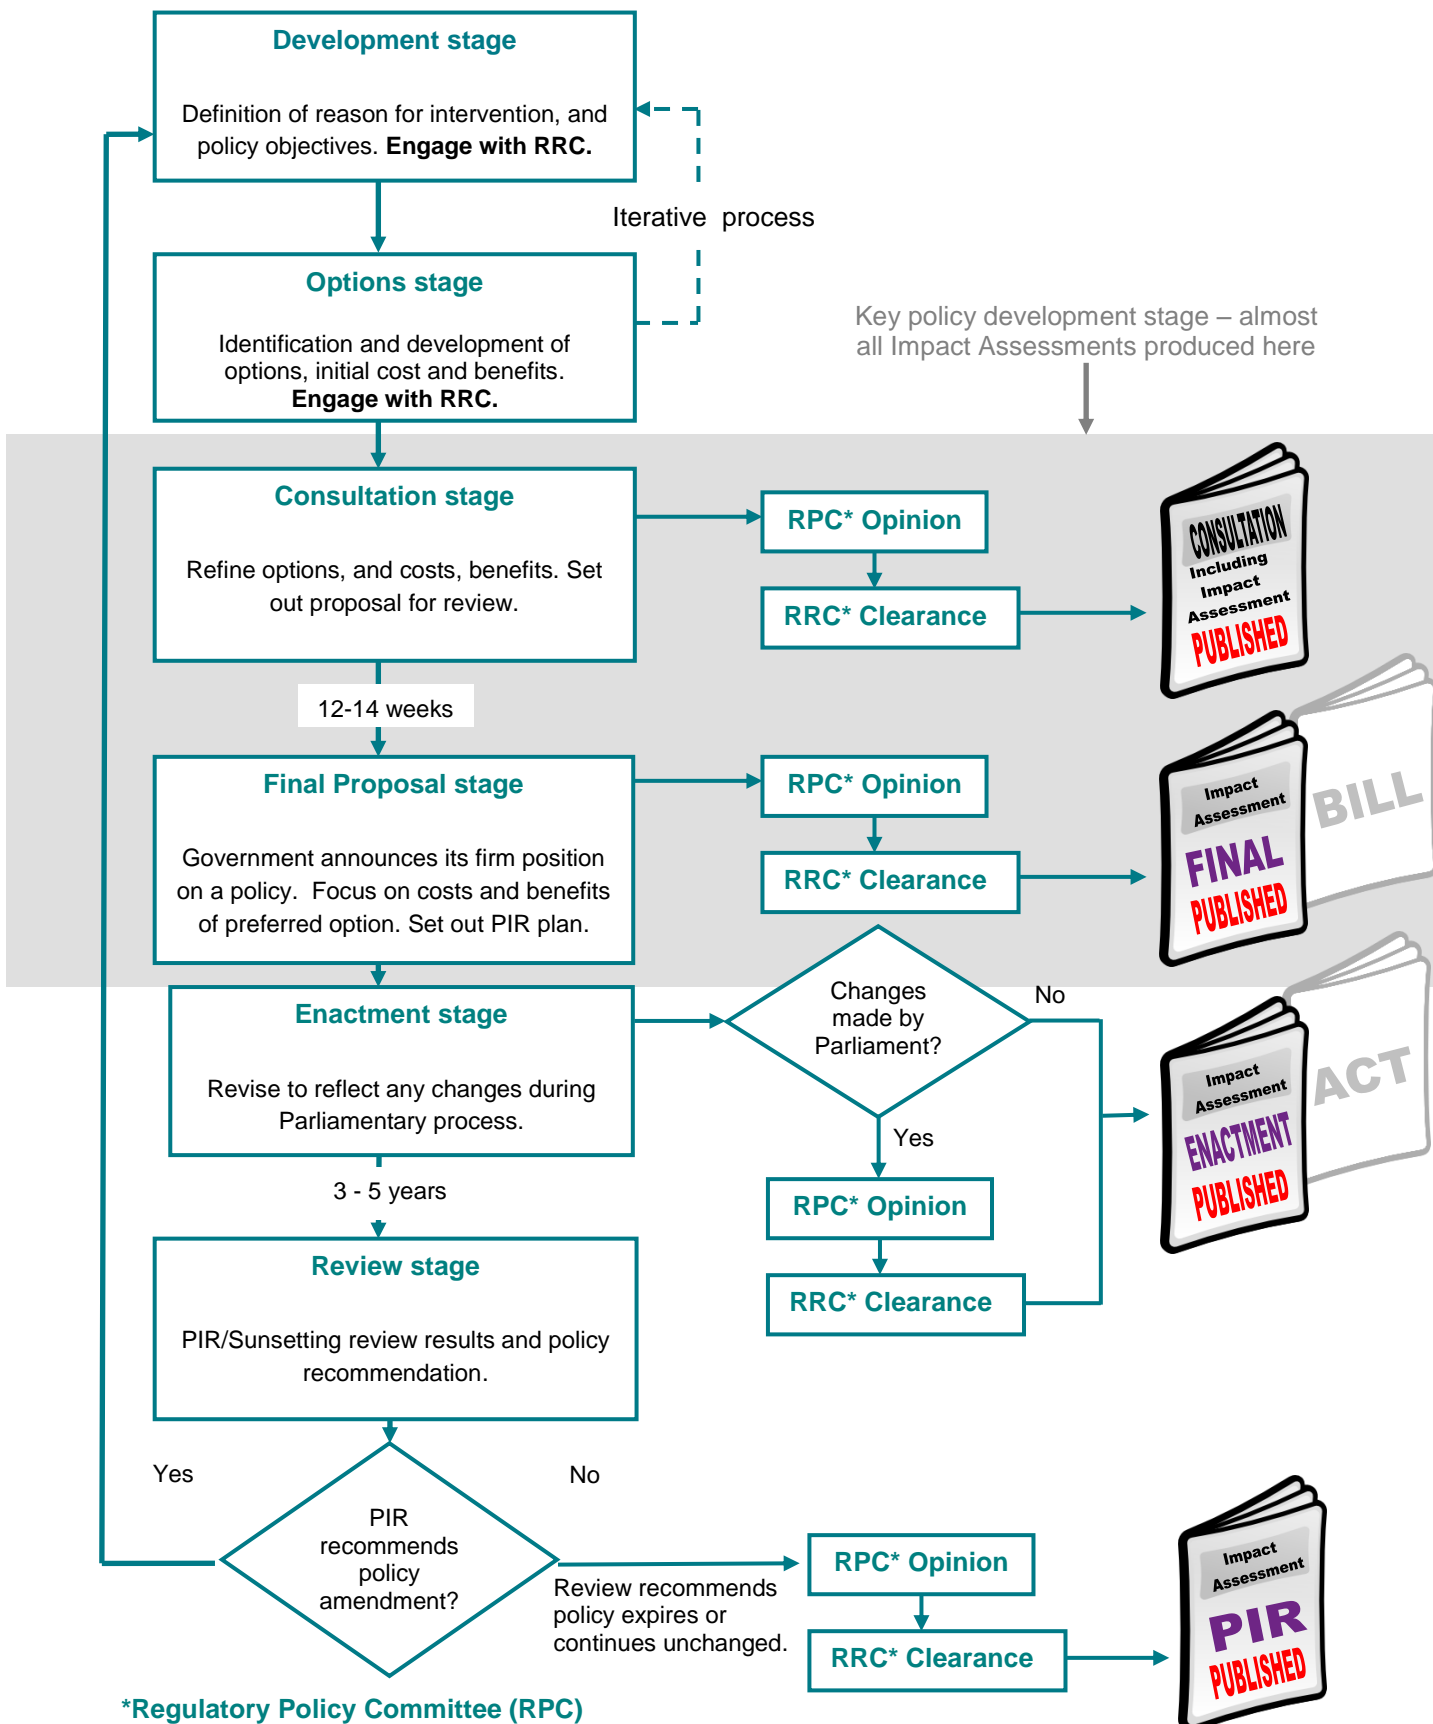 Development stage
Definition of reason for intervention, and
policy objectives. Engage with RRC.
Iterative process
Options stage
Identification and development of
options, initial cost and benefits.
Engage with RRC.
Key policy development stage – almost
all Impact Assessments produced here
Consultation stage
Refine options, and costs, benefits. Set
out proposal for review.
RPC* Opinion
RRC* Clearance
CONSULTATION
Including
Impact
Assessment
PUBLISHED
12-14 weeks
Final Proposal stage
Government announces its firm position
on a policy. Focus on costs and benefits
of preferred option. Set out PIR plan.
RPC* Opinion
RRC* Clearance
Impact
Assessment
FINAL
PUBLISHED
BILL
Enactment stage
Revise to reflect any changes during
Parliamentary process.
Changes
made by
Parliament?
No
Yes
RPC* Opinion
RRC* Clearance
Impact
Assessment
ENACTMENT
PUBLISHED
ACT
3 - 5 years
Review stage
PIR/Sunsetting review results and policy
recommendation.
Yes
No
PIR
recommends
policy
amendment?
Review recommends
policy expires or
continues unchanged.
RPC* Opinion
RRC* Clearance
Impact
Assessment
PIR
PUBLISHED
*Regulatory Policy Committee (RPC)